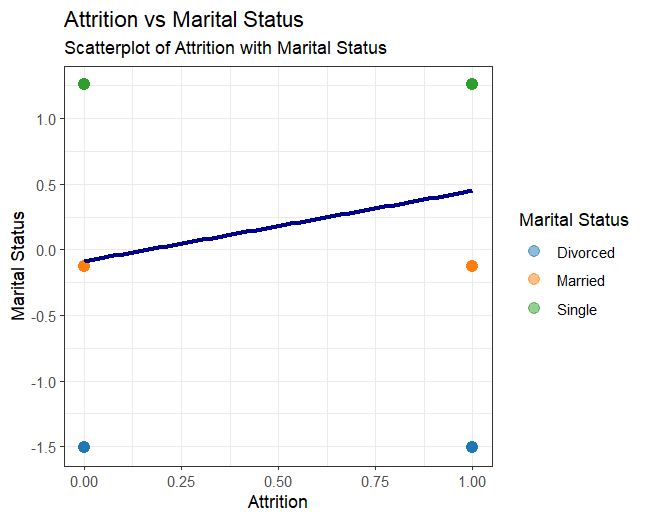 Attrition vs Marital Status
Scatterplot of Attrition with Marital Status
Marital Status
1.0
0.5
0.0
-0.5
-1.0
-1.5
0.00 0.25 0.50 0.75 1.00
Attrition
Marital Status
Divorced
Married
Single